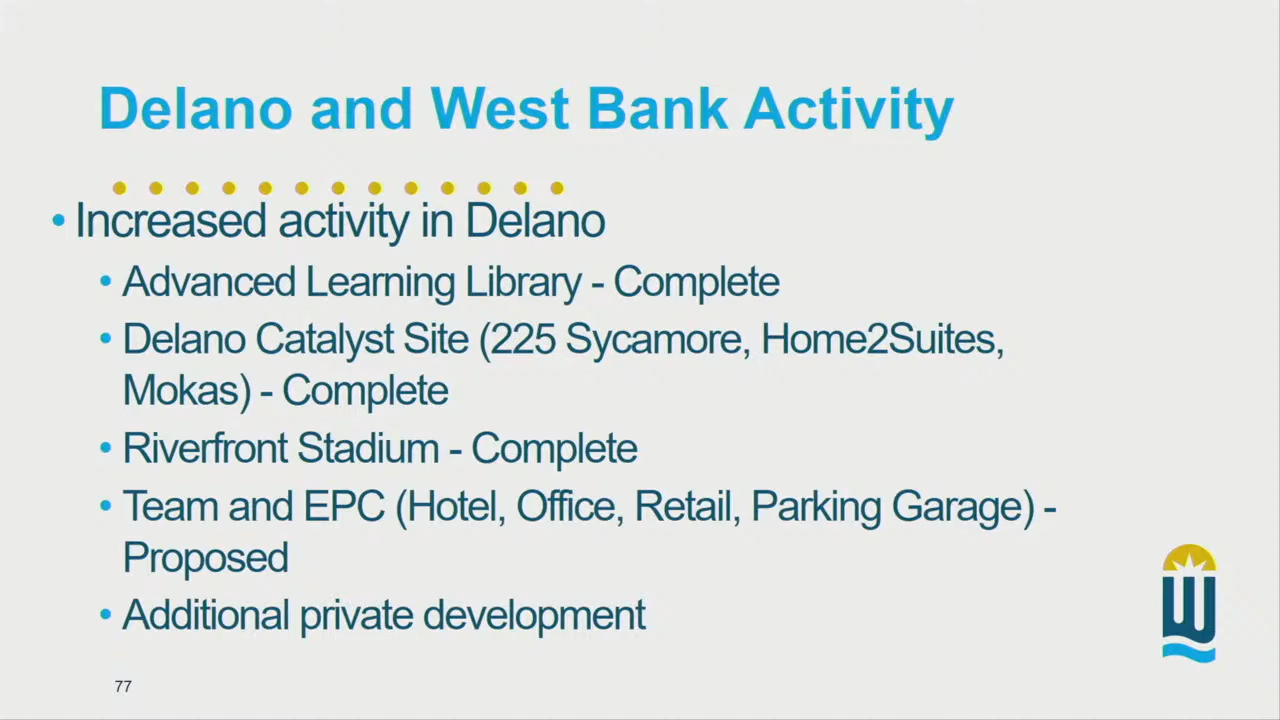 Delano and West Bank Activity
• Increased activity in Delano
• Advanced Learning Library - Complete
• Delano Catalyst Site (225 Sycamore, Home2Suites,
Mokas) - Complete
• Riverfront Stadium - Complete
• Team and EPC (Hotel, Office, Retail, Parking Garage) -
Proposed
• Additional private development
W
77